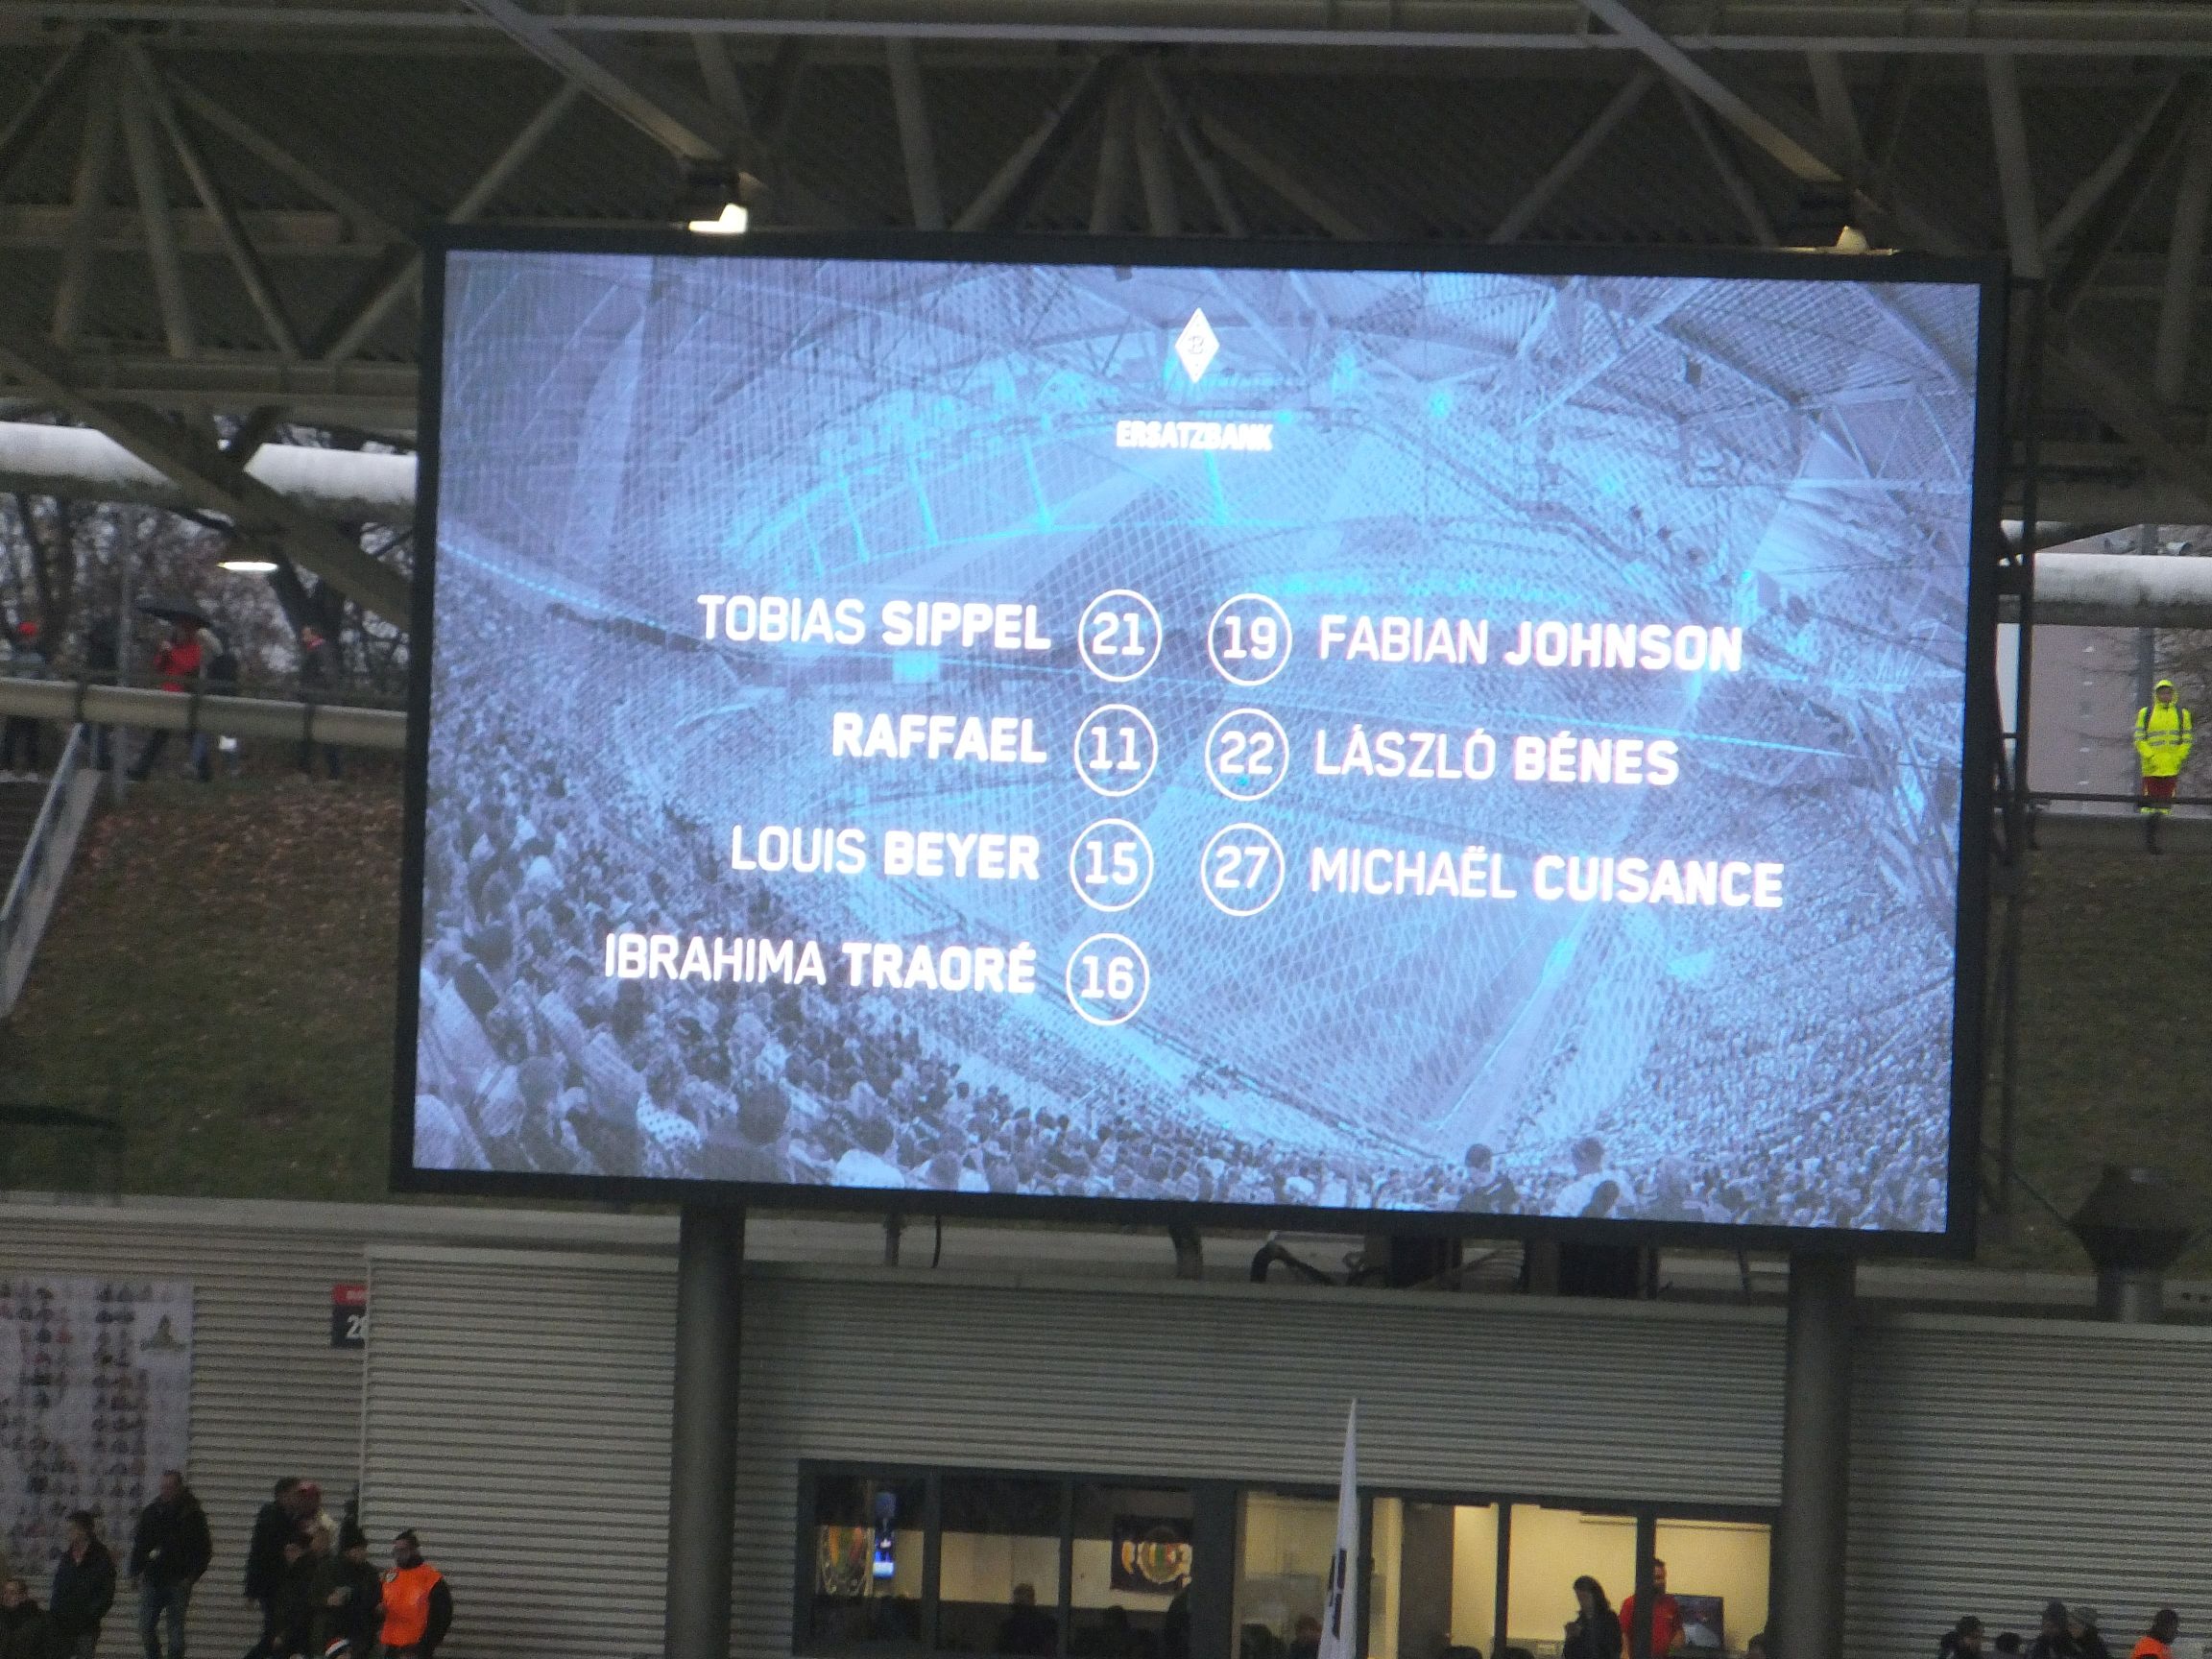 B
ERSATZBANK
TOBIAS SIPPEL 21
19 FABIAN JOHNSON
RAFFAEL 11
22 LÁSZLÓ BÉNES
LOUIS BEYER 15
27 MICHAËL CUISANCE
IBRAHIMA TRAORÉ 16